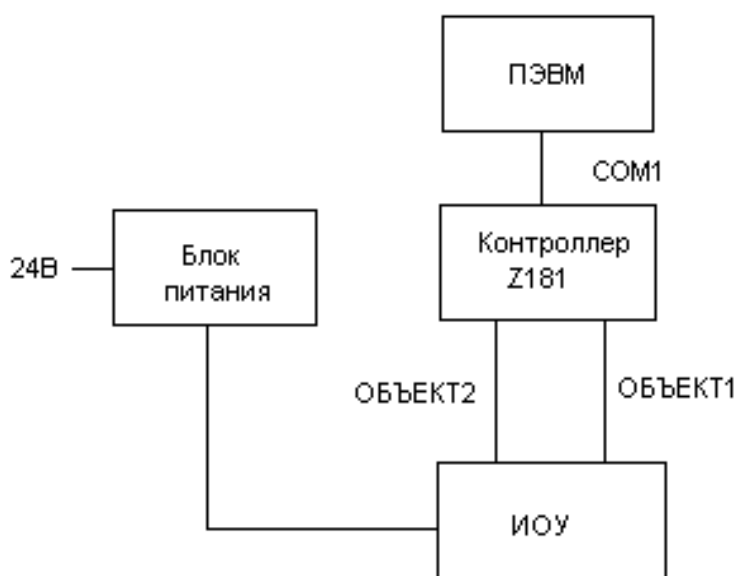 ПЭВМ
COM1
Контроллер
Z181
24В
Блок
питания
ОБЪЕКТ2
ОБЪЕКТ1
ИОУ